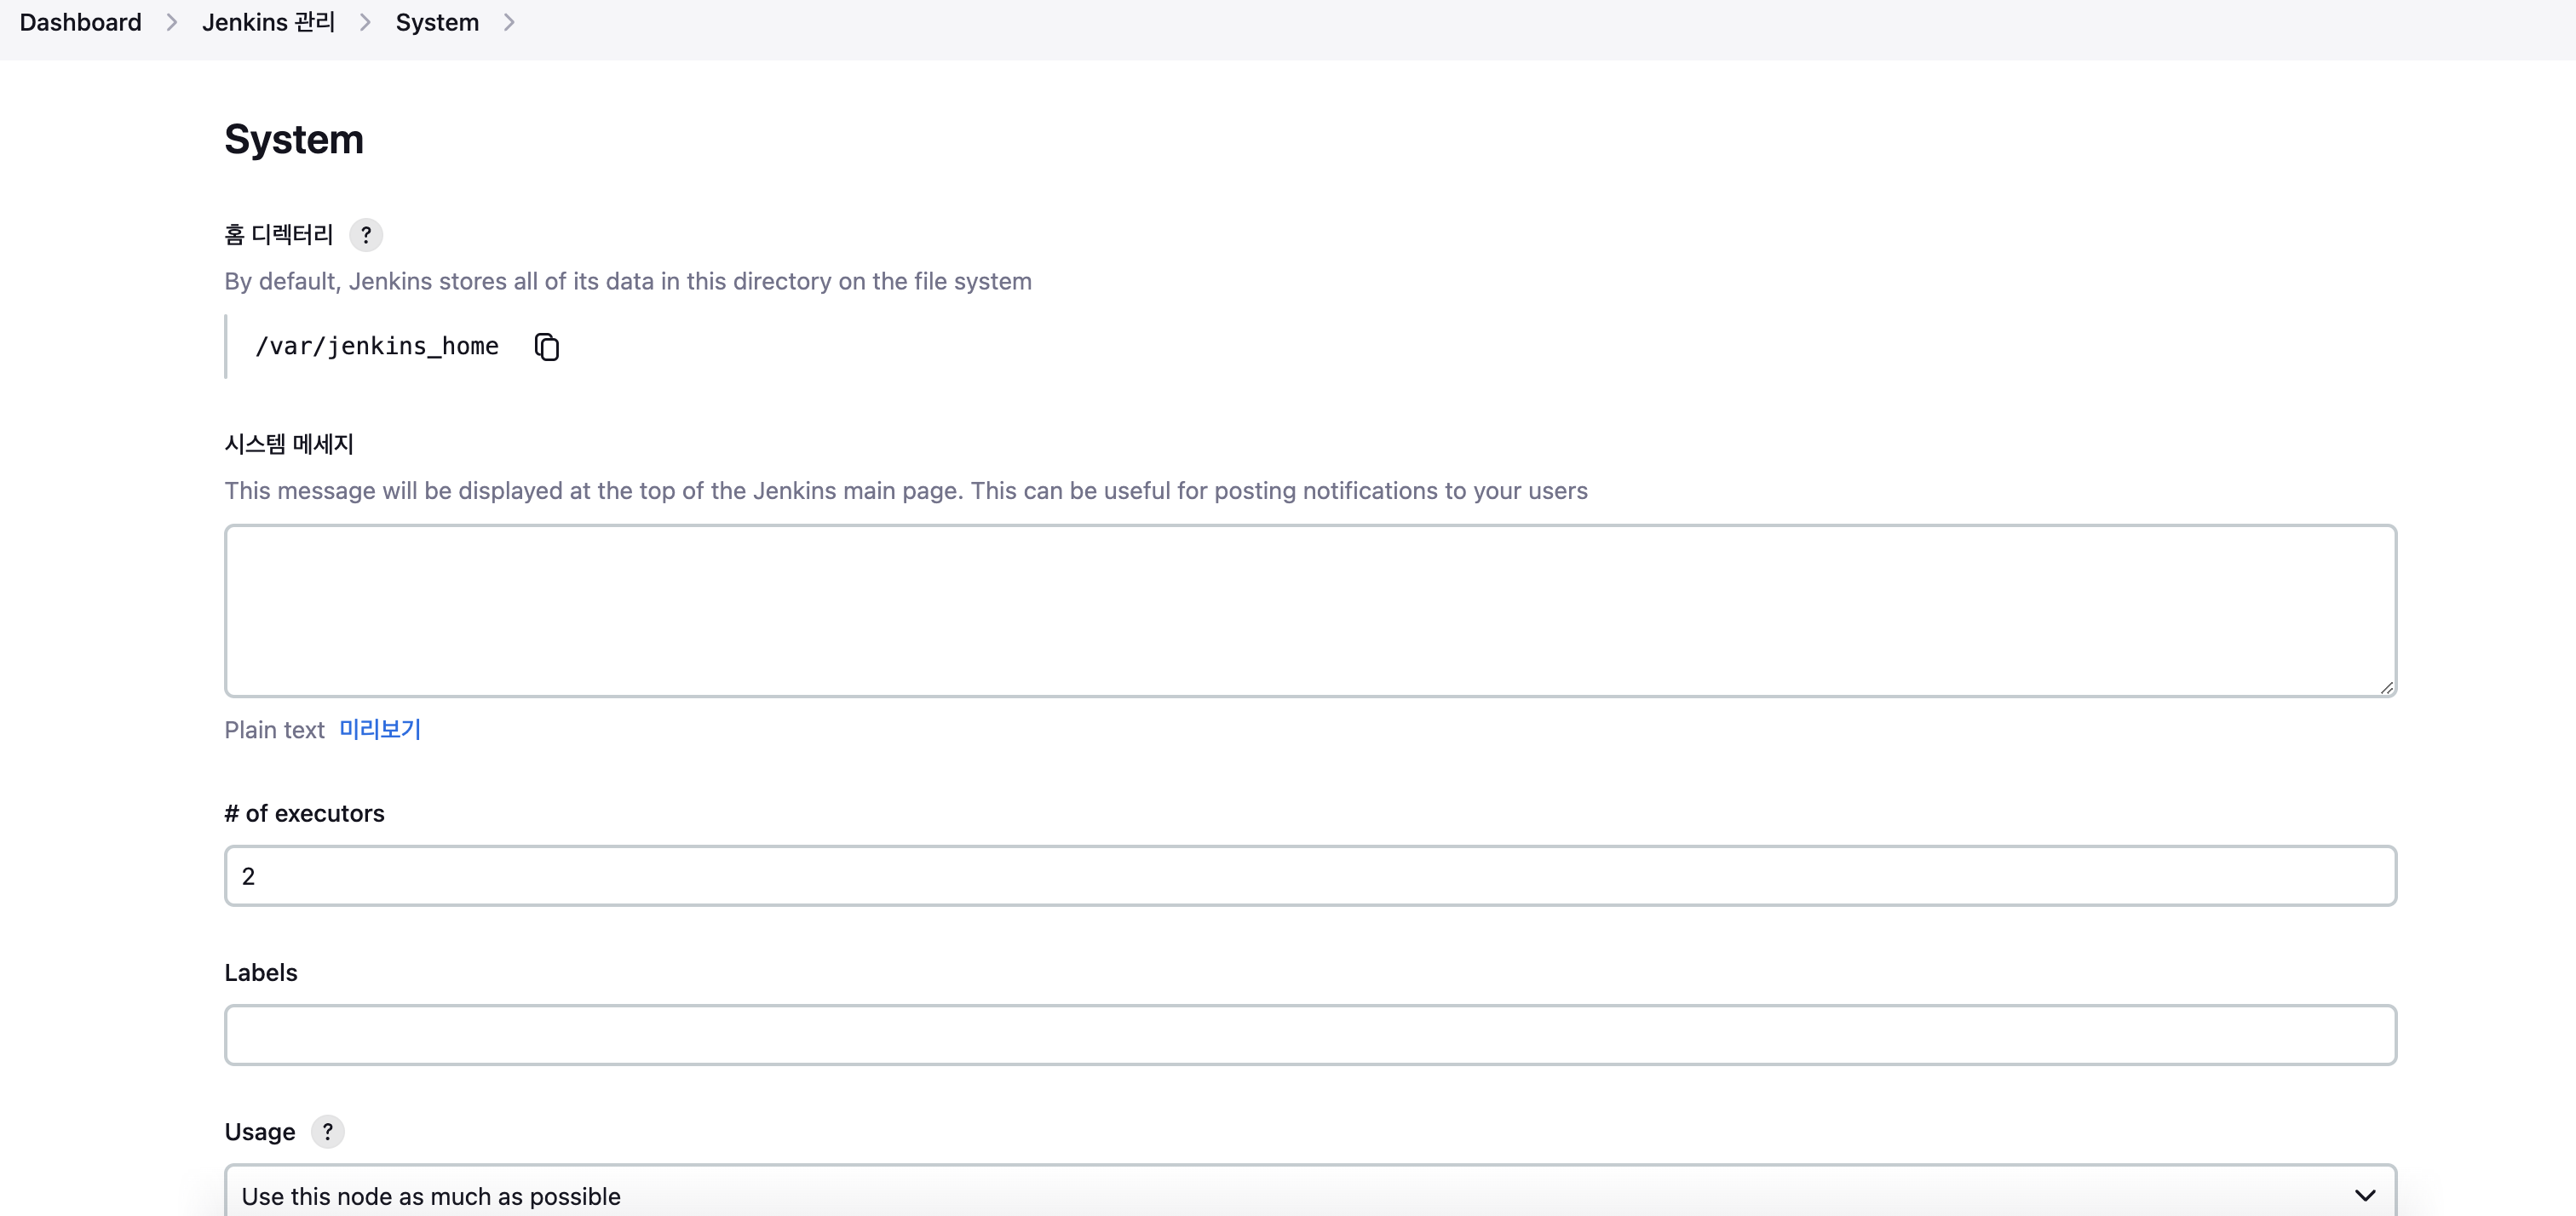 Dashboard > Jenkins 관리 > System >
System
홈 디렉터리 ?
By default, Jenkins stores all of its data in this directory on the file system
/var/jenkins_home
시스템 메세지
This message will be displayed at the top of the Jenkins main page. This can be useful for posting notifications to your users
Plain text 미리보기
# of executors
2
Labels
Usage ?
Use this node as much as possible